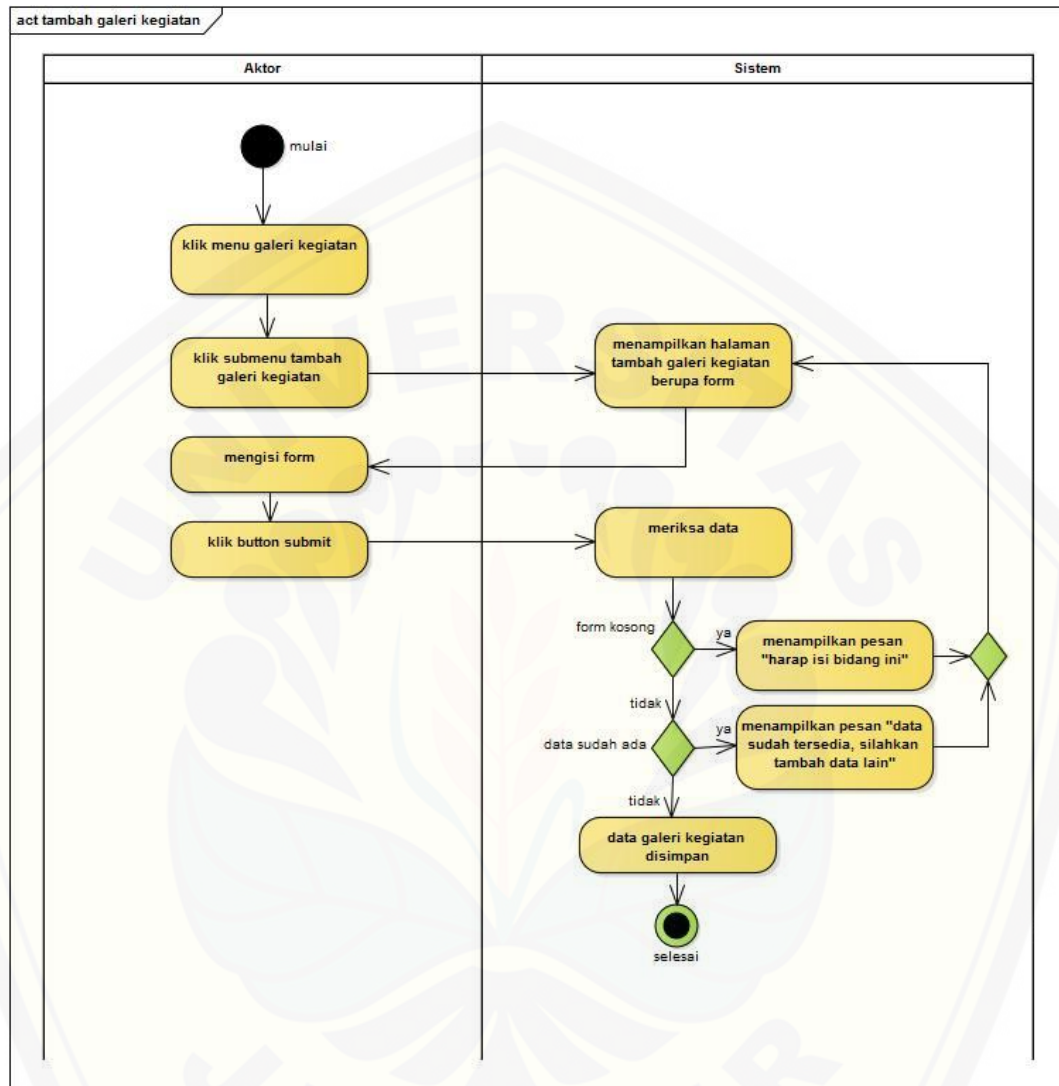 act tambah galeri kegiatan
Aktor
Sistem
mulai
klik menu galeri kegiatan
klik submenu tambah
galeri kegiatan
menampilkan halaman
tambah galeri kegiatan
berupa form
mengisi form
klik button submit
meriksa data
form kosong
ya
menampilkan pesan
"harap isi bidang ini"
tidak
data sudah ada
ya
menampilkan pesan "data
sudah tersedia, silahkan
tambah data lain"
tidak
data galeri kegiatan
disimpan
selesai
UNIVERSITAS